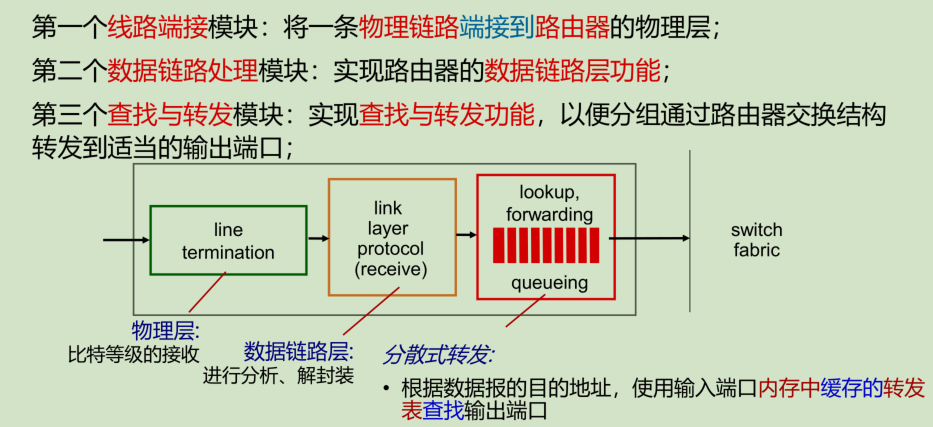 第一个线路端接模块：将一条物理链路端接到路由器的物理层；
第二个数据链路处理模块：实现路由器的数据链路层功能；
第三个查找与转发模块：实现查找与转发功能，以便分组通过路由器交换结构
转发到适当的输出端口；
line
termination
link
layer
protocol
(receive)
lookup,
forwarding
queueing
switch
fabric
物理层:
比特等级的接收
数据链路层:
进行分析、解封装
分散式转发:
• 根据数据报的目的地址，使用输入端口内存中缓存的转发
表查找输出端口